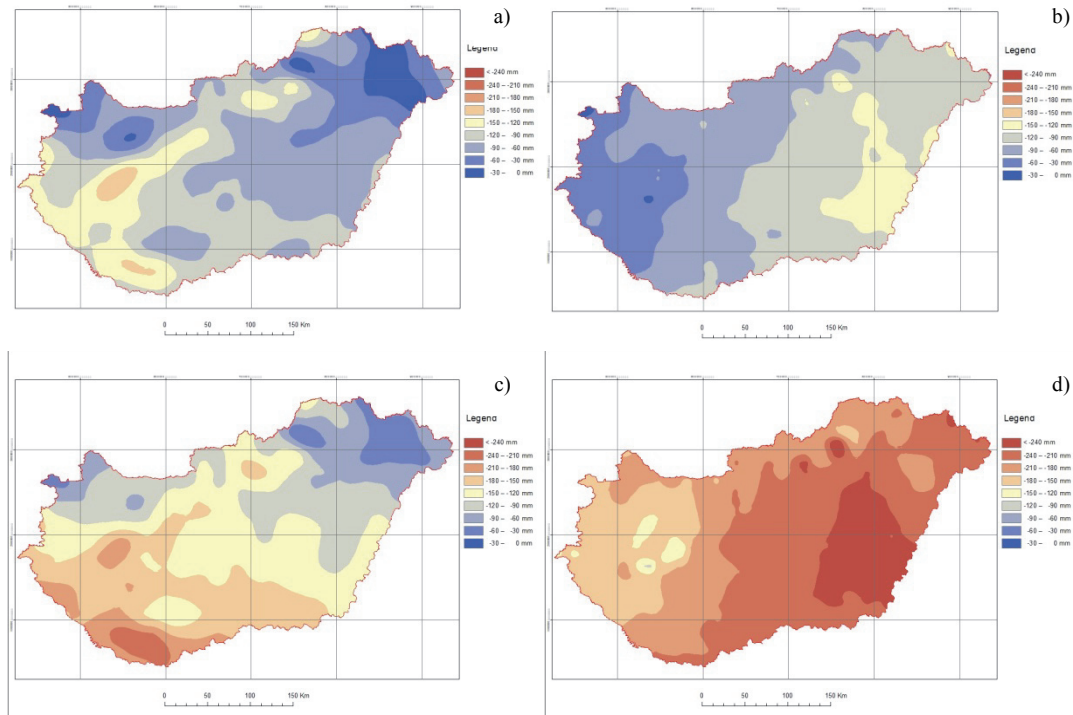 a)
Legend
< -240 mm
-240 – -210 mm
-210 – -180 mm
-180 – -150 mm
-150 – -120 mm
-120 – -90 mm
-90 – -60 mm
-60 – -30 mm
-30 – 0 mm
0 50 100 150 Km
b)
Legend
< -240 mm
-240 – -210 mm
-210 – -180 mm
-180 – -150 mm
-150 – -120 mm
-120 – -90 mm
-90 – -60 mm
-60 – -30 mm
-30 – 0 mm
0 50 100 150 Km
c)
Legend
< -240 mm
-240 – -210 mm
-210 – -180 mm
-180 – -150 mm
-150 – -120 mm
-120 – -90 mm
-90 – -60 mm
-60 – -30 mm
-30 – 0 mm
0 50 100 150 Km
d)
Legend
< -240 mm
-240 – -210 mm
-210 – -180 mm
-180 – -150 mm
-150 – -120 mm
-120 – -90 mm
-90 – -60 mm
-60 – -30 mm
-30 – 0 mm
0 50 100 150 Km